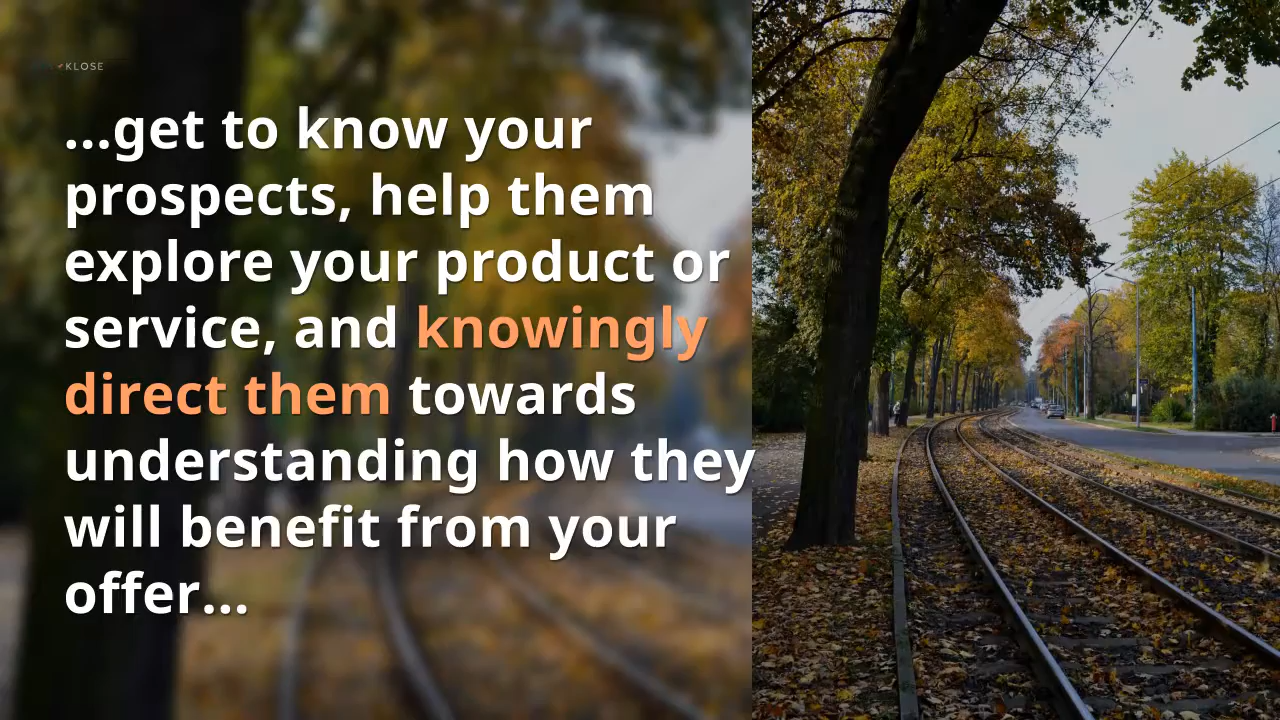 KLOSE
...get to know your
prospects, help them
explore your product or
service, and knowingly
direct them towards
understanding how they
will benefit from your
offer...